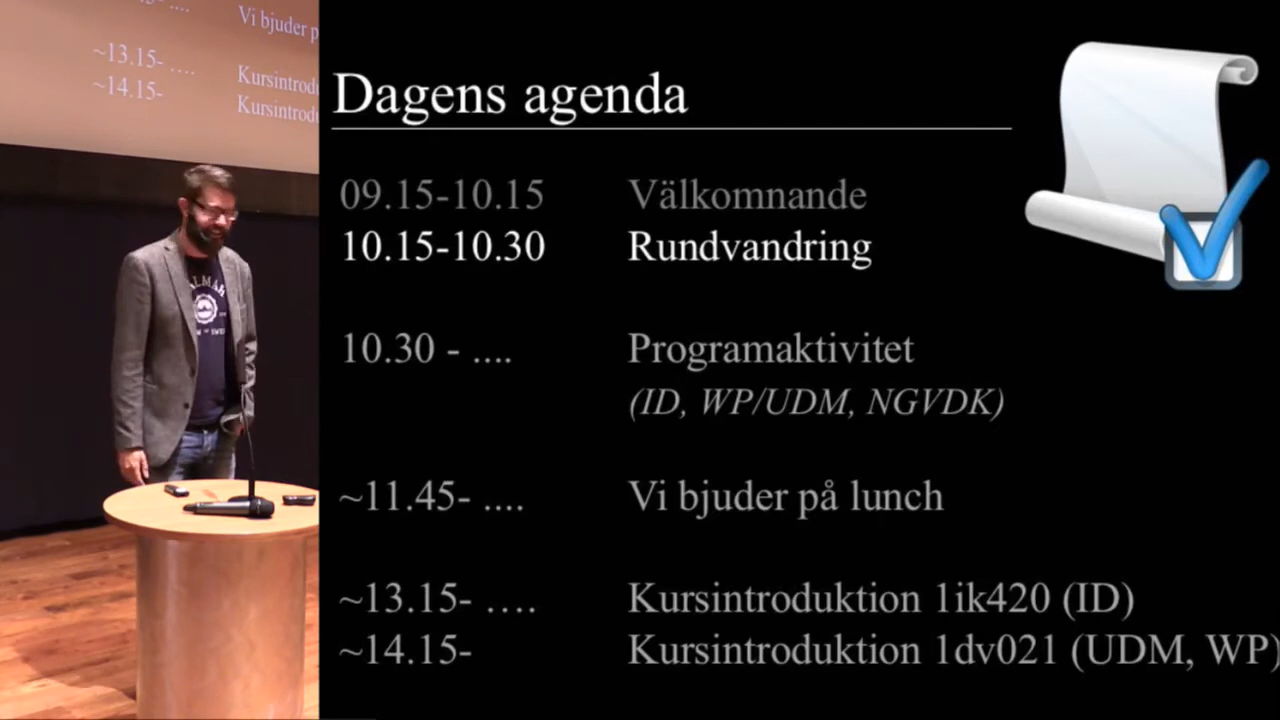 Vi bjuder p
~13.15- ....
Kursintrod
~14.15-
Kursintrod
Dagens agenda
09.15-10.15 Välkomnande
10.15-10.30 Rundvandring
10.30 - .... Programaktivitet
(ID, WP/UDM, NGVDK)
~11.45- .... Vi bjuder på lunch
~13.15- .... Kursintroduktion 1ik420 (ID)
~14.15- Kursintroduktion 1dv021 (UDM, WP)